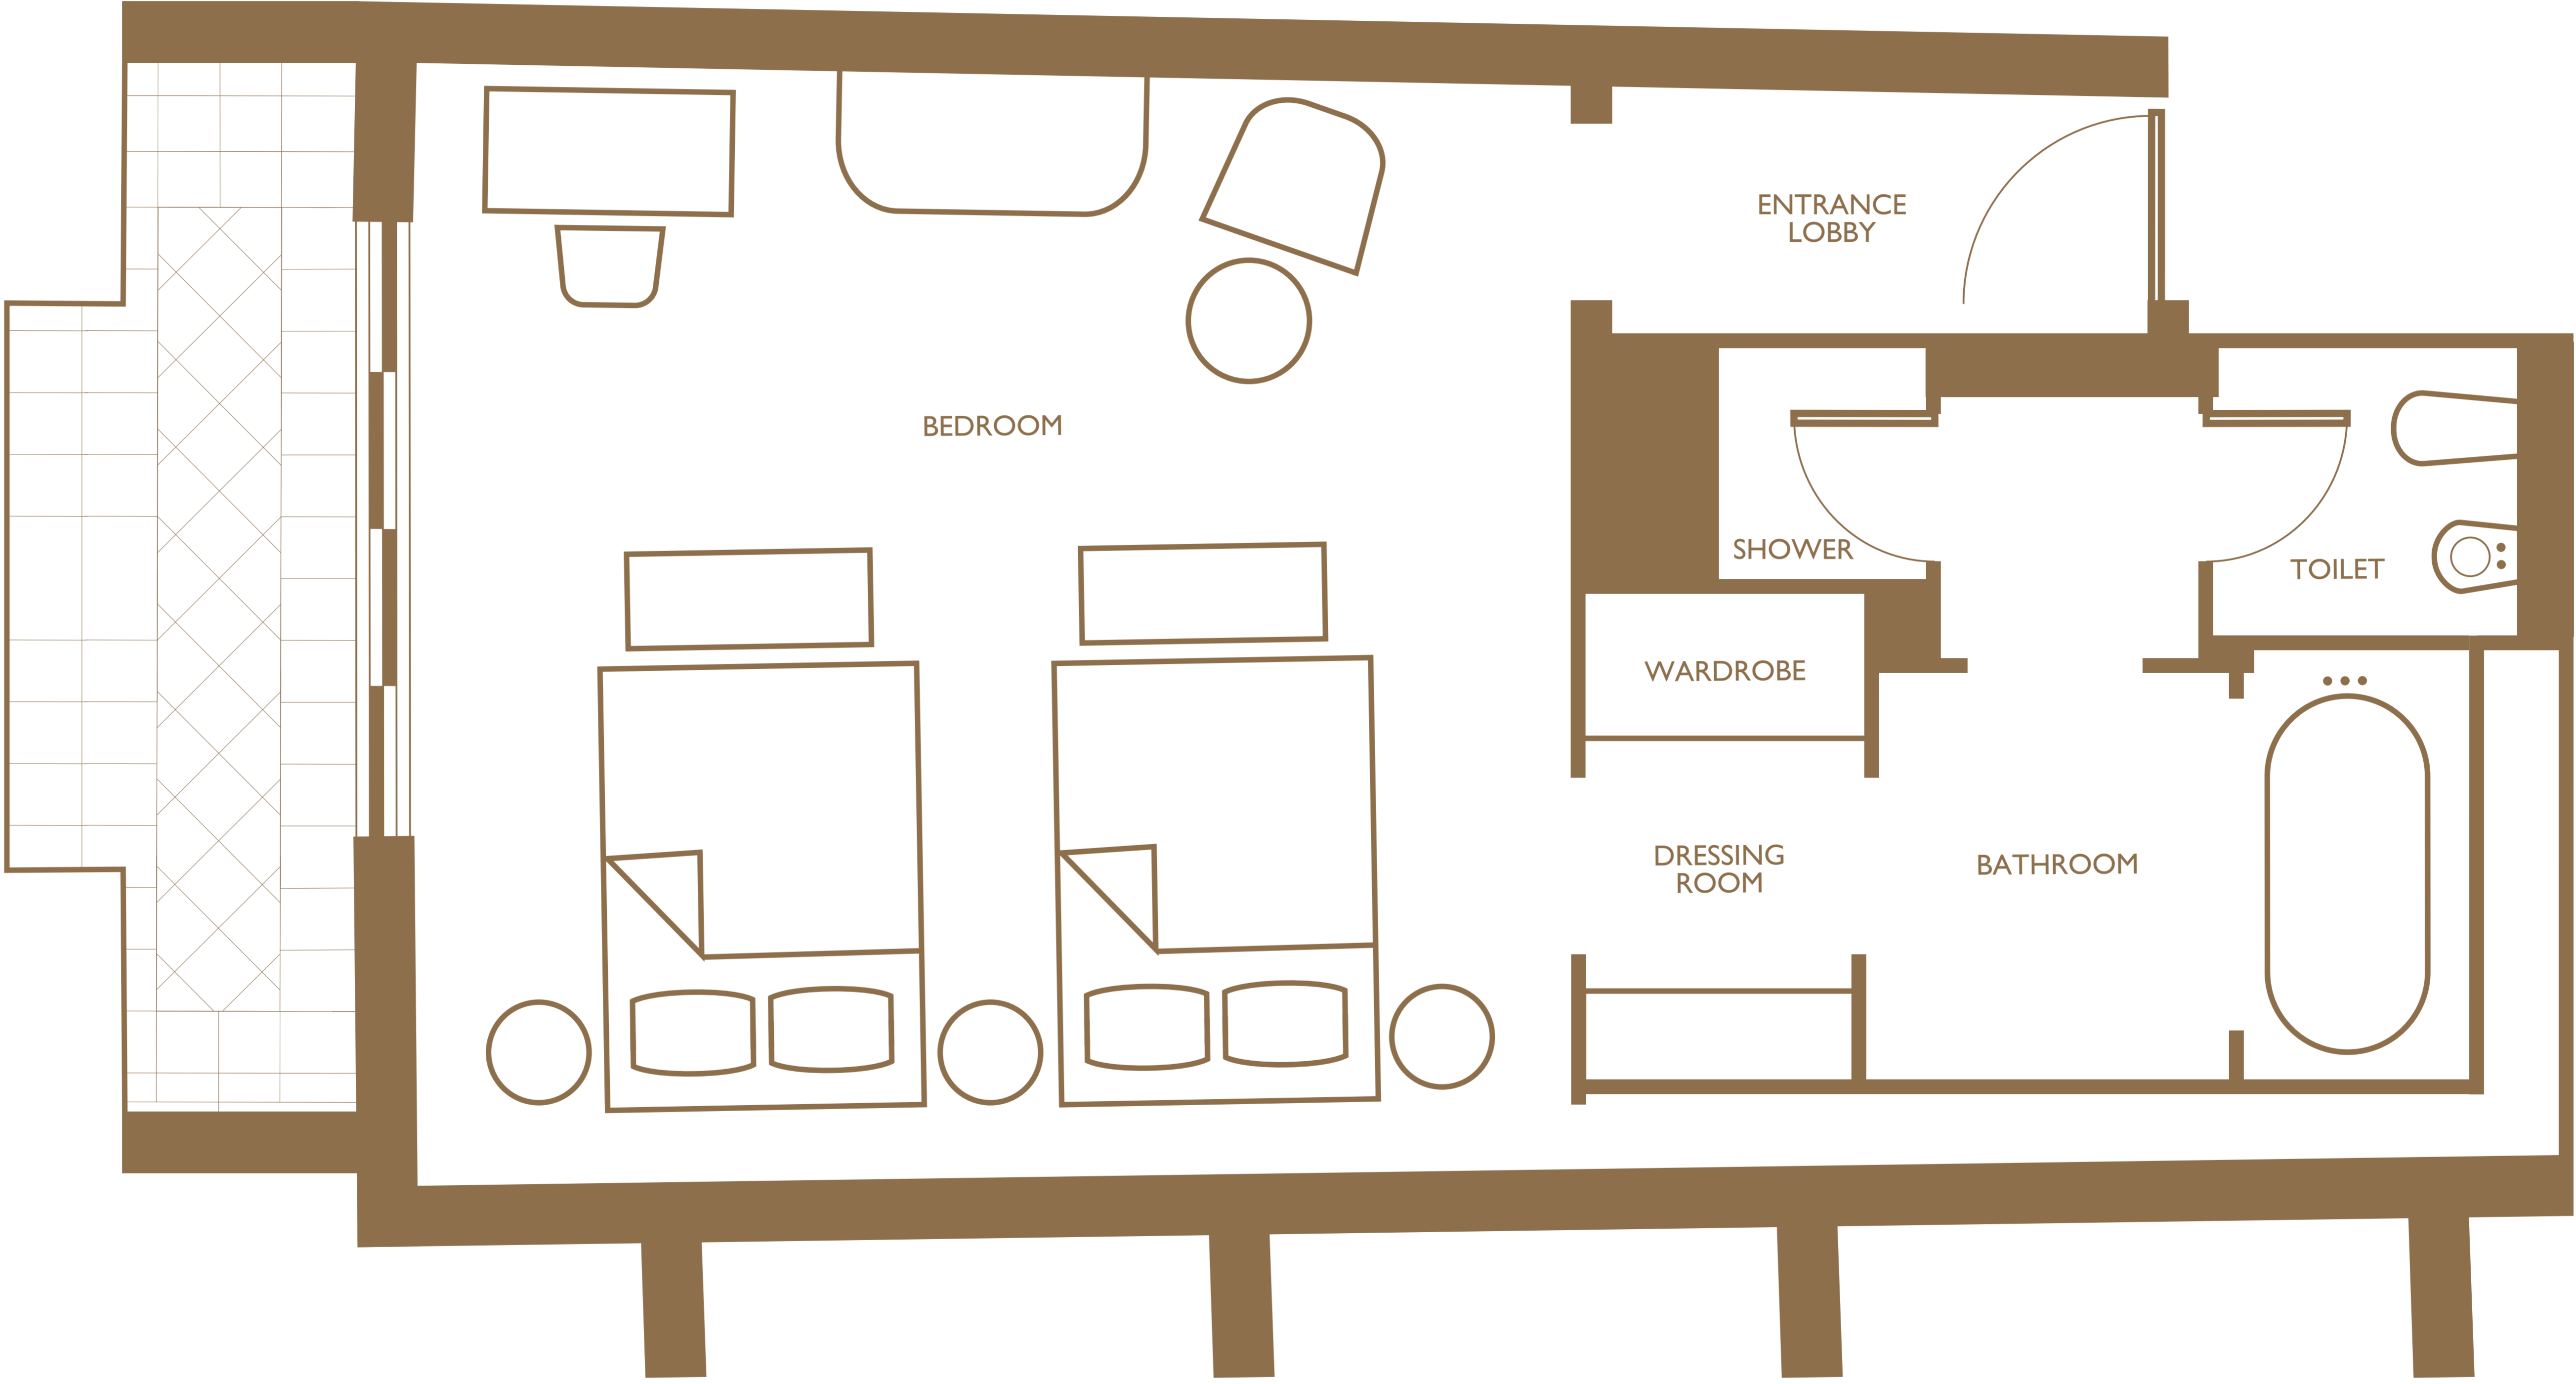 ENTRANCE
LOBBY
BEDROOM
SHOWER
TOILET
WARDROBE
DRESSING
ROOM
BATHROOM